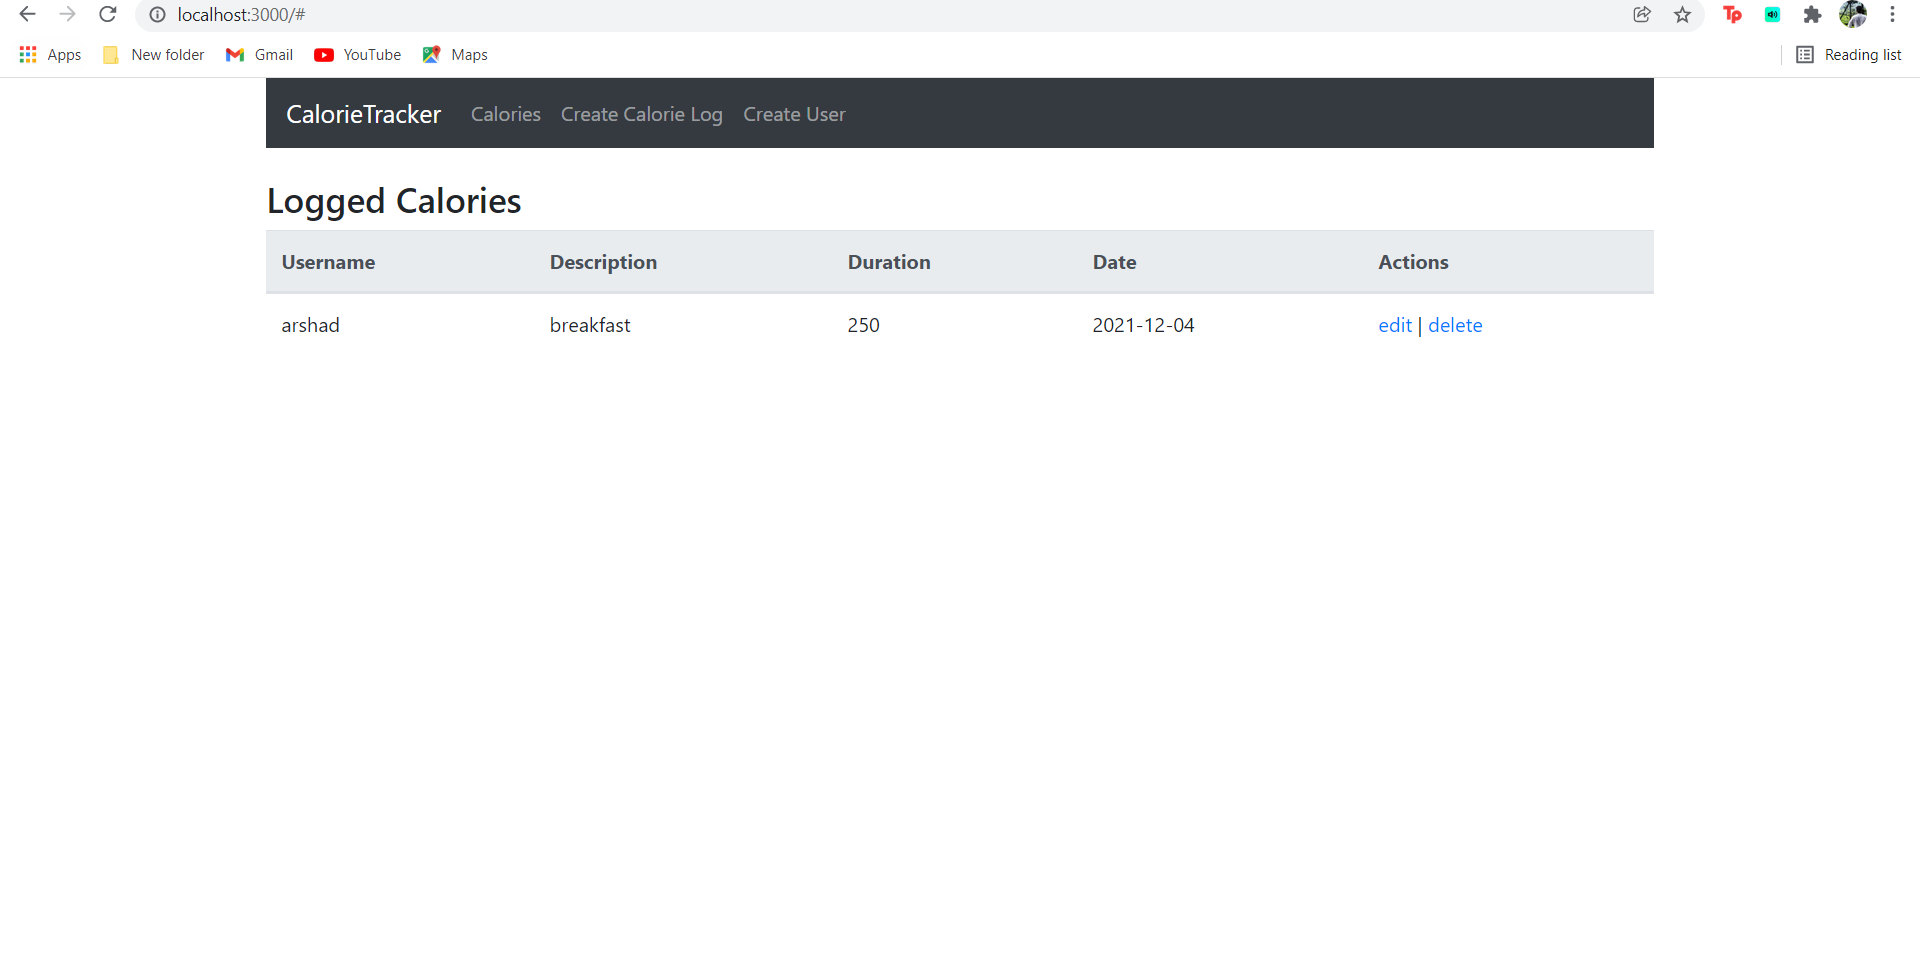 localhost:3000/#
Tp
Apps New folder Gmail YouTube Maps Reading list
CalorieTracker Calories Create Calorie Log Create User
Logged Calories
Username Description Duration Date Actions
arshad breakfast 250 2021-12-04 edit | delete